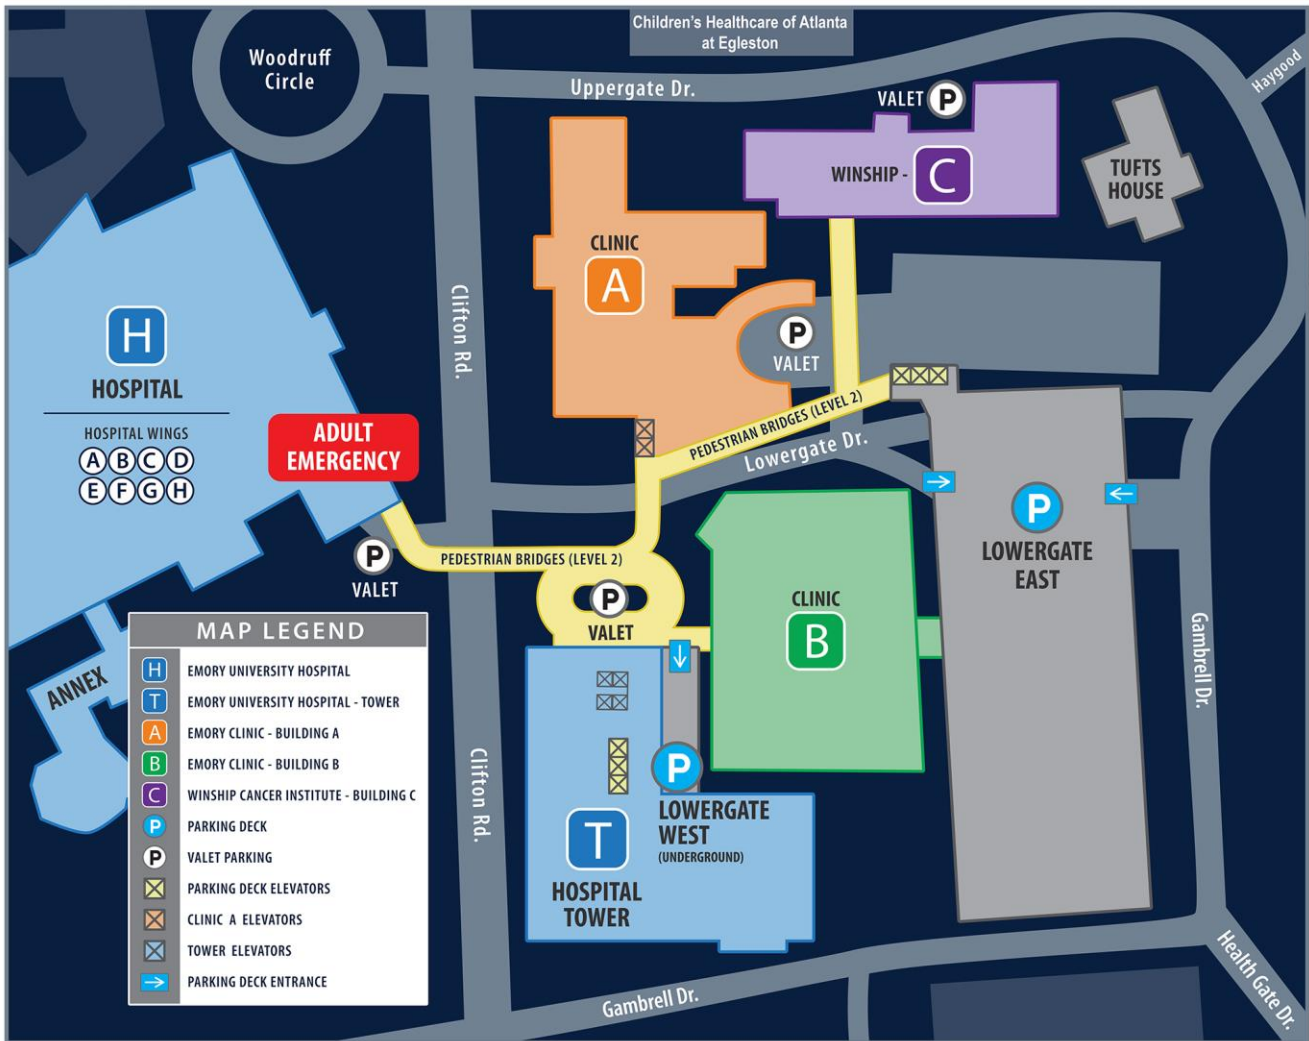 Children's Healthcare of Atlanta
at Egleston
Woodruff
Circle
Uppergate Dr.
Haygood
VALET P
WINSHIP - C
TUFTS
HOUSE
CLINIC
A
Clifton Rd.
H
HOSPITAL
HOSPITAL WINGS
A B C D
E F G H
ADULT
EMERGENCY
P
VALET
PEDESTRIAN BRIDGES (LEVEL 2)
Lowergate Dr.
P
LOWERGATE
EAST
P
VALET
PEDESTRIAN BRIDGES (LEVEL 2)
P
VALET
CLINIC
B
Gambrell Dr.
ANNEX
MAP LEGEND
H EMORY UNIVERSITY HOSPITAL
T EMORY UNIVERSITY HOSPITAL - TOWER
A EMORY CLINIC - BUILDING A
B EMORY CLINIC - BUILDING B
C WINSHIP CANCER INSTITUTE - BUILDING C
P PARKING DECK
P VALET PARKING
PARKING DECK ELEVATORS
CLINIC A ELEVATORS
TOWER ELEVATORS
PARKING DECK ENTRANCE
Clifton Rd.
P
LOWERGATE
WEST
(UNDERGROUND)
T
HOSPITAL
TOWER
Gambrell Dr.
Health Gate Dr.